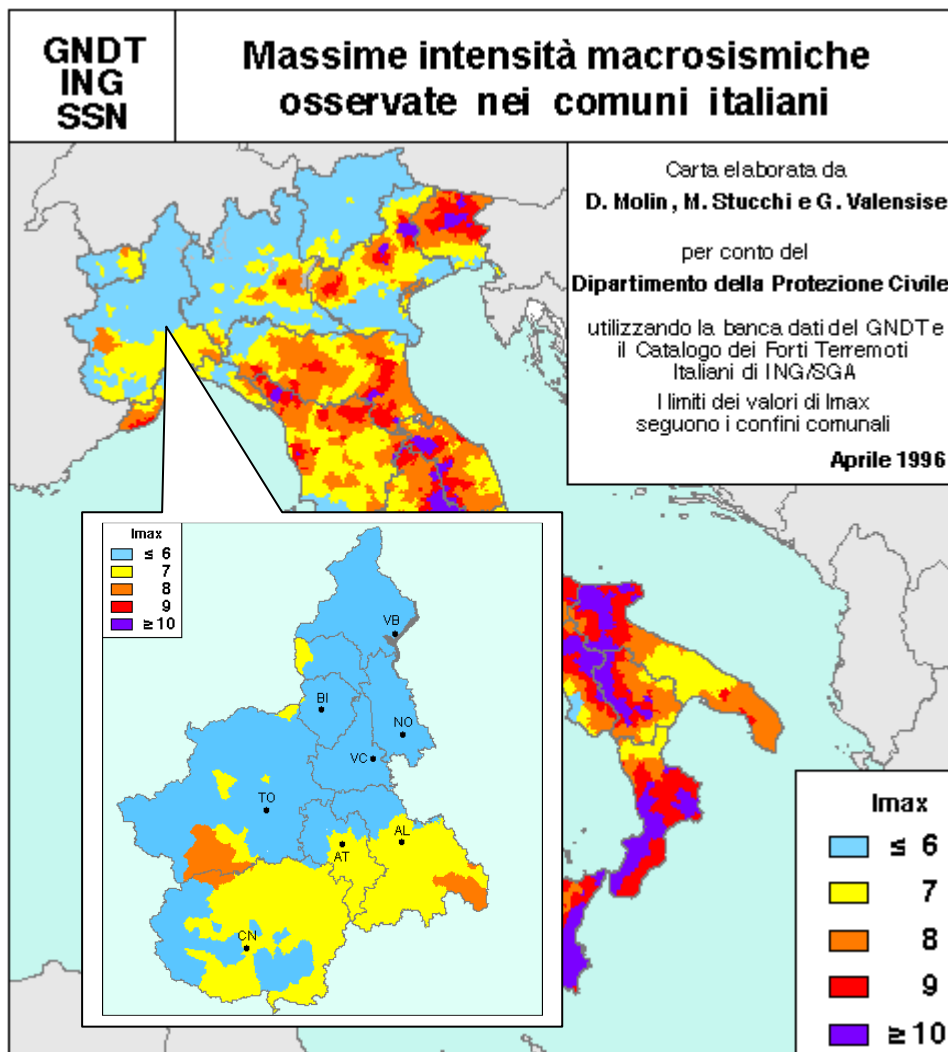 GNDT
ING
SSN
Massime intensità macrosismiche
osservate nei comuni italiani
Carta elaborata da
D. Molin, M. Stucchi e G. Valensise
per conto del
Dipartimento della Protezione Civile
utilizzando la banca dati del GNDT e
il Catalogo dei Forti Terremoti
Italiani di ING/SGA
I limiti dei valori di Imax
seguono i confini comunali
Aprile 1996
Imax
≤ 6
7
8
9
≥ 10
VB
BI
NO
VC
TO
AL
AT
CN
Imax
≤ 6
7
8
9
≥ 10